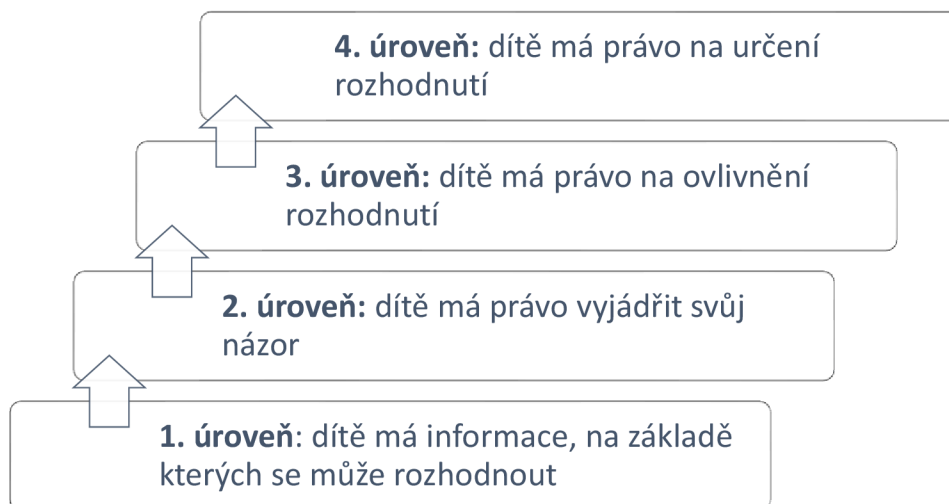 4. úroveň: dítě má právo na určení
rozhodnutí
3. úroveň: dítě má právo na ovlivnění
rozhodnutí
2. úroveň: dítě má právo vyjádřit svůj
názor
1. úroveň: dítě má informace, na základě
kterých se může rozhodnout